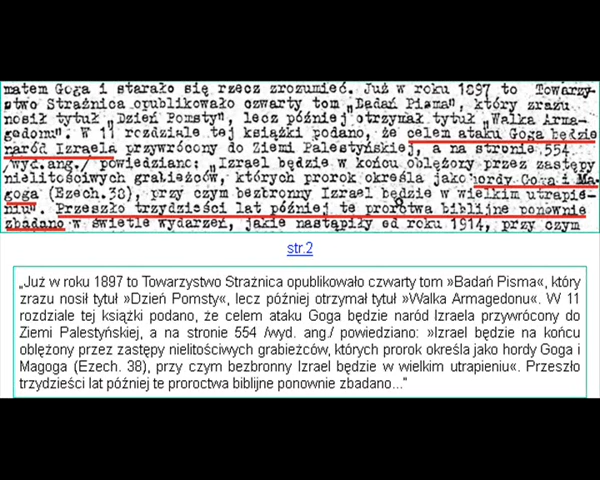 matem Goga i starało się rzecz zrozumieć. Już w roku 1897 to Towarzy-
stwo Strażnica opublikowało czwarty tom „Badań Pisma", który zrazu
nosił tytuł „Dzień Pomsty", lecz później otrzymał tytuł „Walka Arma-
gedonu". W 11 rozdziale tej książki podano, że celem ataku Goga będzie
naród Izraela przywrócony do Ziemi Palestyńskiej, a na stronie 554
/wyd.ang./ powiedziano: „Izrael będzie w końcu oblężony przez zastępy
nielitościwych grabieżców, których prorok określa jako hordy Goga i Ma-
goga (Ezech.38), przy czym bezbronny Izrael będzie w wielkim utrapie-
niu". Przeszło trzydzieści lat później te proroctwa biblijne ponownie
zbadano w świetle wydarzeń, jakie nastąpiły od roku 1914, przy czym
str.2
„Już w roku 1897 to Towarzystwo Strażnica opublikowało czwarty tom »Badań Pisma«, który
zrazu nosił tytuł »Dzień Pomsty«, lecz później otrzymał tytuł »Walka Armagedonu«. W 11
rozdziale tej książki podano, że celem ataku Goga będzie naród Izraela przywrócony do
Ziemi Palestyńskiej, a na stronie 554 /wyd. ang./ powiedziano: »Izrael będzie na końcu
oblężony przez zastępy nielitościwych grabieżców, których prorok określa jako hordy Goga i
Magoga (Ezech. 38), przy czym bezbronny Izrael będzie w wielkim utrapieniu«. Przeszło
trzydzieści lat później te proroctwa biblijne ponownie zbadano..."